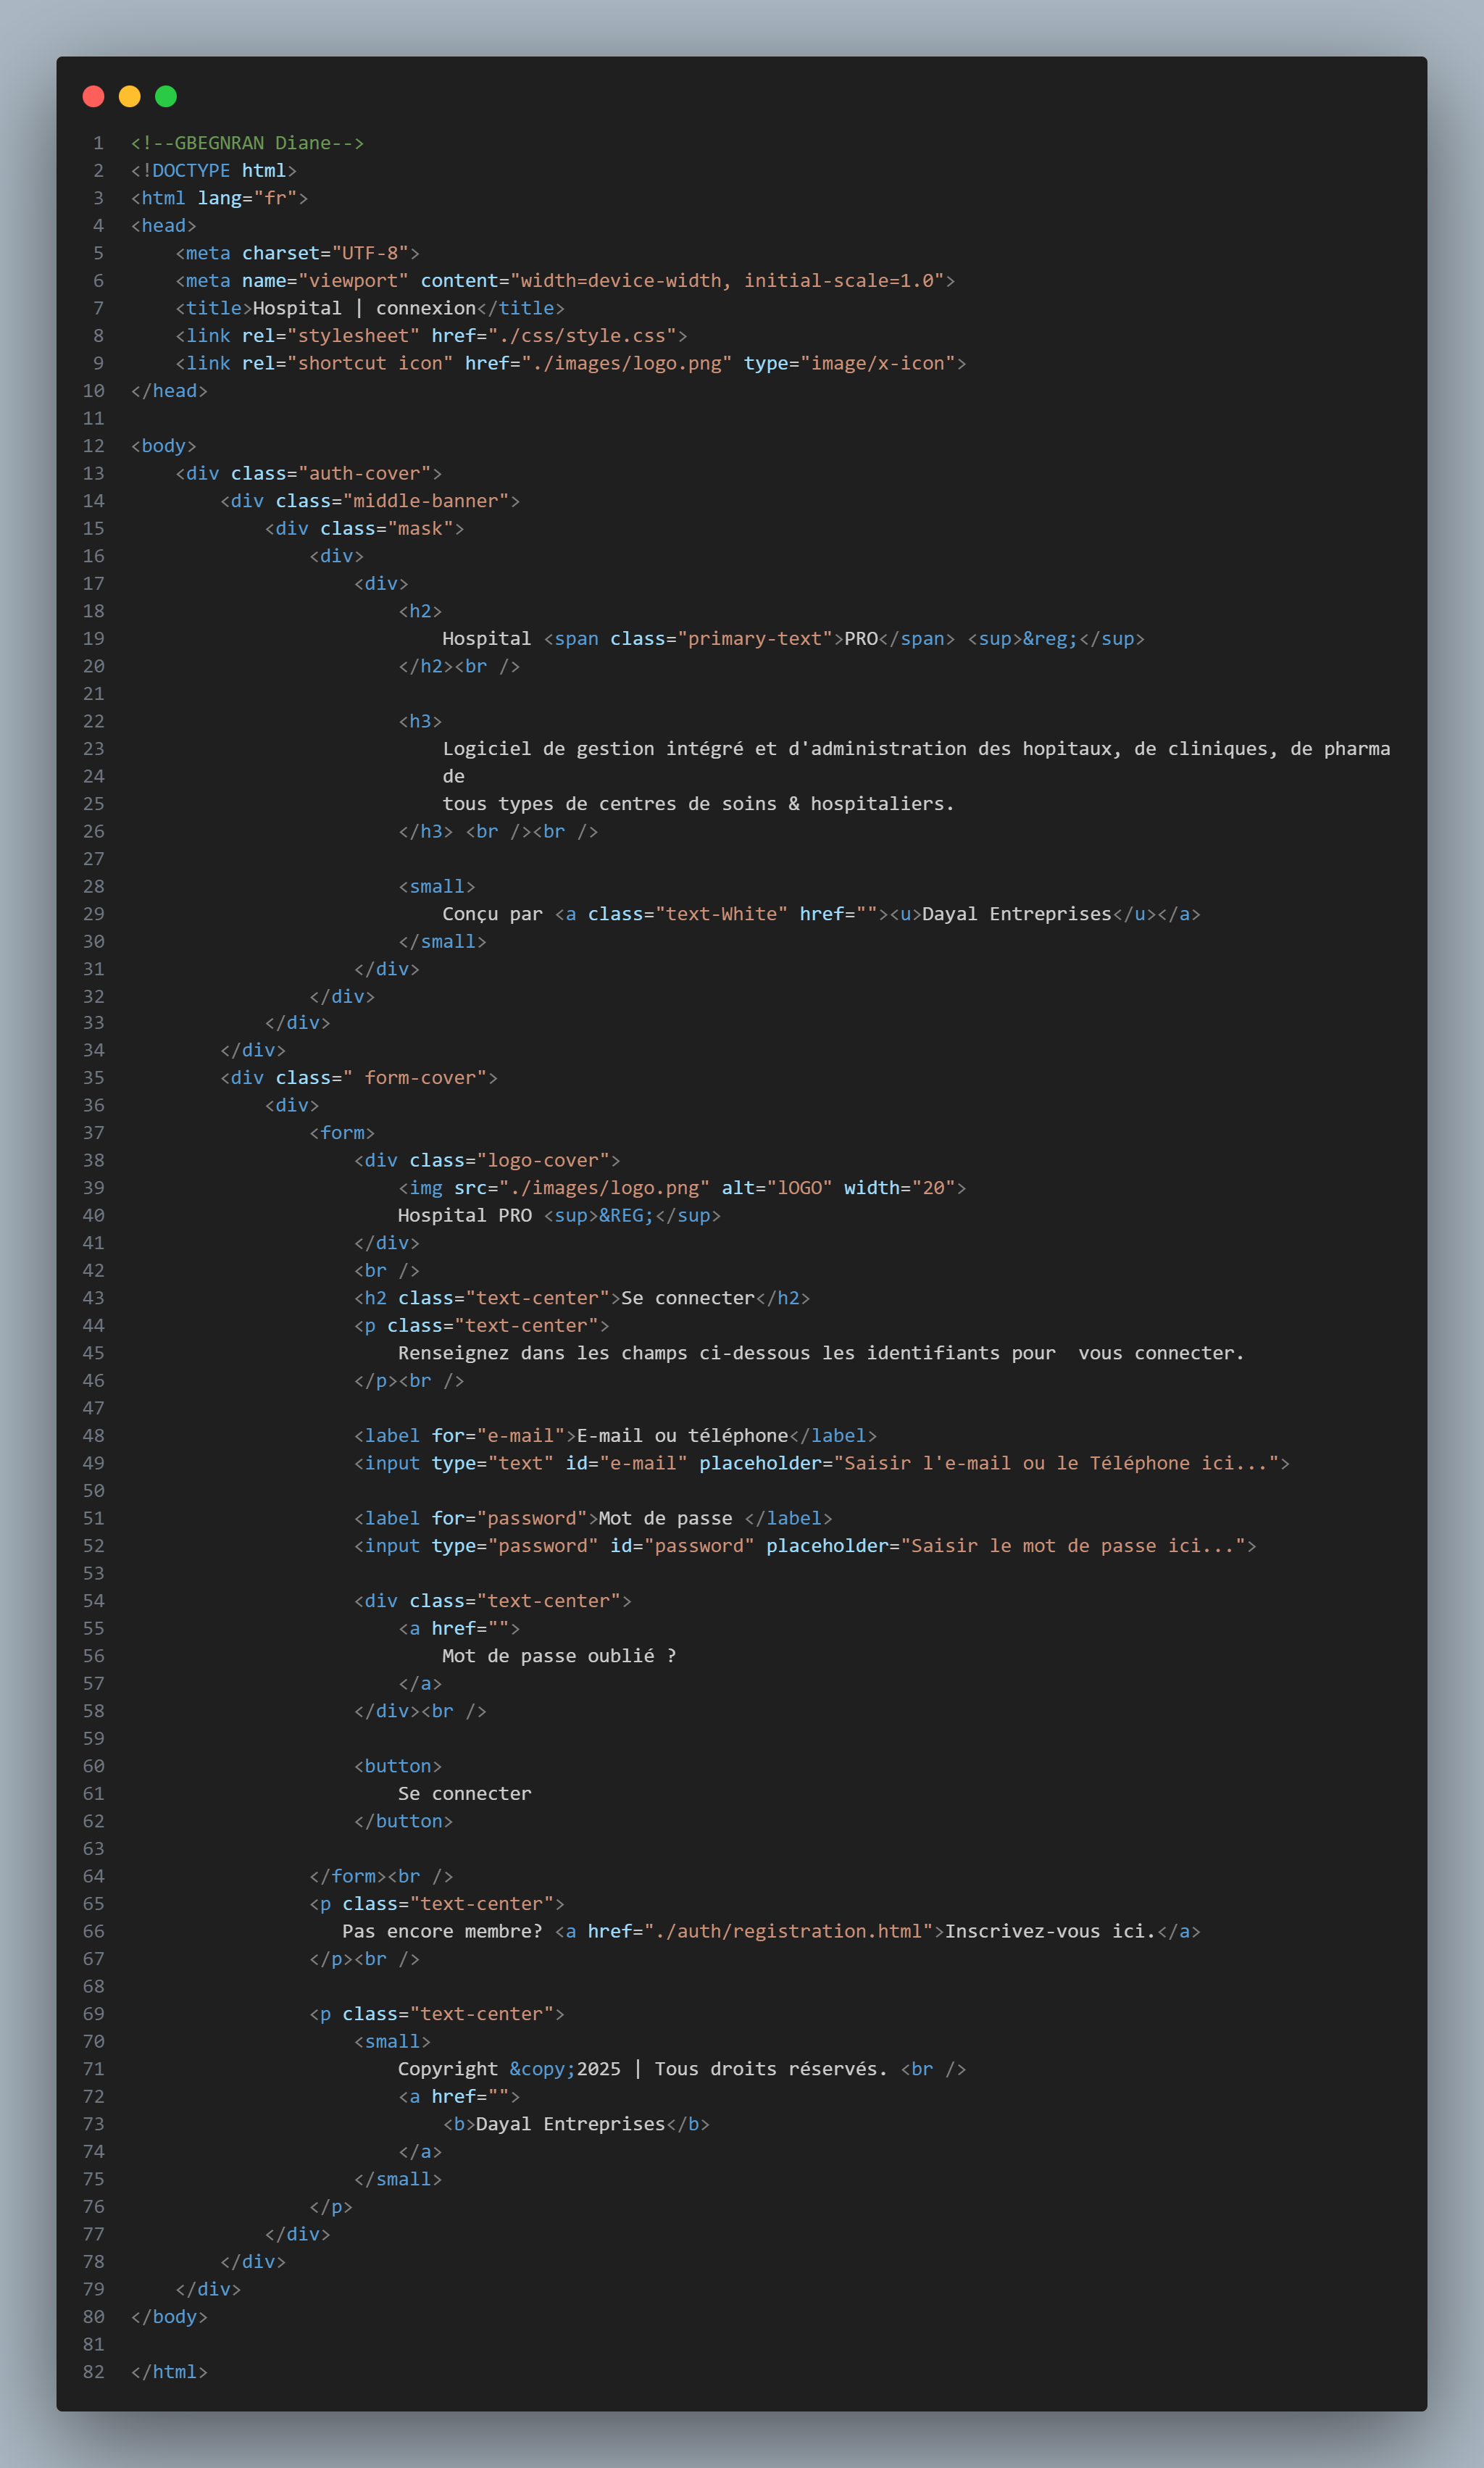 1 <!--GBEGNRAN Diane-->
2 <!DOCTYPE html>
3 <html lang="fr">
4 <head>
5     <meta charset="UTF-8">
6     <meta name="viewport" content="width=device-width, initial-scale=1.0">
7     <title>Hospital | connexion</title>
8     <link rel="stylesheet" href="./css/style.css">
9     <link rel="shortcut icon" href="./images/logo.png" type="image/x-icon">
10 </head>
11
12 <body>
13     <div class="auth-cover">
14         <div class="middle-banner">
15             <div class="mask">
16                 <div>
17                     <div>
18                         <h2>
19                             Hospital <span class="primary-text">PRO</span> <sup>&reg;</sup>
20                         </h2><br />
21
22                         <h3>
23                             Logiciel de gestion intégré et d'administration des hopitaux, de cliniques, de pharma
24                             de
25                             tous types de centres de soins & hospitaliers.
26                         </h3> <br /><br />
27
28                         <small>
29                             Conçu par <a class="text-White" href=""><u>Dayal Entreprises</u></a>
30                         </small>
31                     </div>
32                 </div>
33             </div>
34         </div>
35         <div class=" form-cover">
36             <div>
37                 <form>
38                     <div class="logo-cover">
39                         <img src="./images/logo.png" alt="lOGO" width="20">
40                         Hospital PRO <sup>&REG;</sup>
41                     </div>
42                     <br />
43                     <h2 class="text-center">Se connecter</h2>
44                     <p class="text-center">
45                         Renseignez dans les champs ci-dessous les identifiants pour  vous connecter.
46                     </p><br />
47
48                     <label for="e-mail">E-mail ou téléphone</label>
49                     <input type="text" id="e-mail" placeholder="Saisir l'e-mail ou le Téléphone ici...">
50
51                     <label for="password">Mot de passe </label>
52                     <input type="password" id="password" placeholder="Saisir le mot de passe ici...">
53
54                     <div class="text-center">
55                         <a href="">
56                             Mot de passe oublié ?
57                         </a>
58                     </div><br />
59
60                     <button>
61                         Se connecter
62                     </button>
63
64                 </form><br />
65                 <p class="text-center">
66                    Pas encore membre? <a href="./auth/registration.html">Inscrivez-vous ici.</a>
67                 </p><br />
68
69                 <p class="text-center">
70                     <small>
71                         Copyright &copy;2025 | Tous droits réservés. <br />
72                         <a href="">
73                             <b>Dayal Entreprises</b>
74                         </a>
75                     </small>
76                 </p>
77             </div>
78         </div>
79     </div>
80 </body>
81
82 </html>